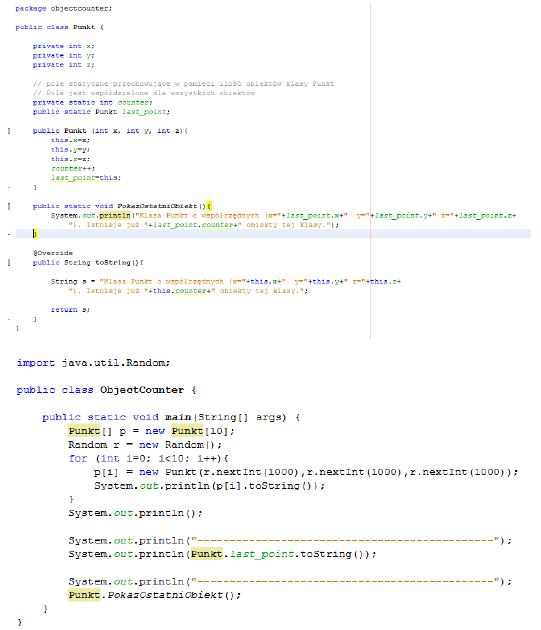 package objectcounter;
public class Punkt {
private int x;
private int y;
private int z;
// pole statyczne przechowujące w pamieci ilość obiektów klasy Punkt
// Pole jest współdzielone dla wszystkich obiektów
private static int counter;
public static Punkt last_point;
public Punkt (int x, int y, int z){
this.x=x;
this.y=y;
this.z=z;
counter++;
last_point=this;
}
public static void PokazOstatniObiekt(){
System.out.println("Klasa Punkt o współrzędnych (x="+last_point.x+"  y="+last_point.y+" z="+last_point.z+
"). Istnieje już "+last_point.counter+" obiekty tej klasy.");
}
@Override
public String toString(){
String s = "Klasa Punkt o współrzędnych (x="+this.x+"  y="+this.y+" z="+this.z+
"). Istnieje już "+this.counter+" obiekty tej klasy.";
return s;
}
}
import java.util.Random;
public class ObjectCounter {
public static void main(String[] args) {
Punkt[] p = new Punkt[10];
Random r = new Random();
for (int i=0; i<10; i++){
p[i] = new Punkt(r.nextInt(1000),r.nextInt(1000),r.nextInt(1000));
System.out.println(p[i].toString());
}
System.out.println();
System.out.println("----------------------------------------------");
System.out.println(Punkt.last_point.toString());
System.out.println("----------------------------------------------");
Punkt.PokazOstatniObiekt();
}
}